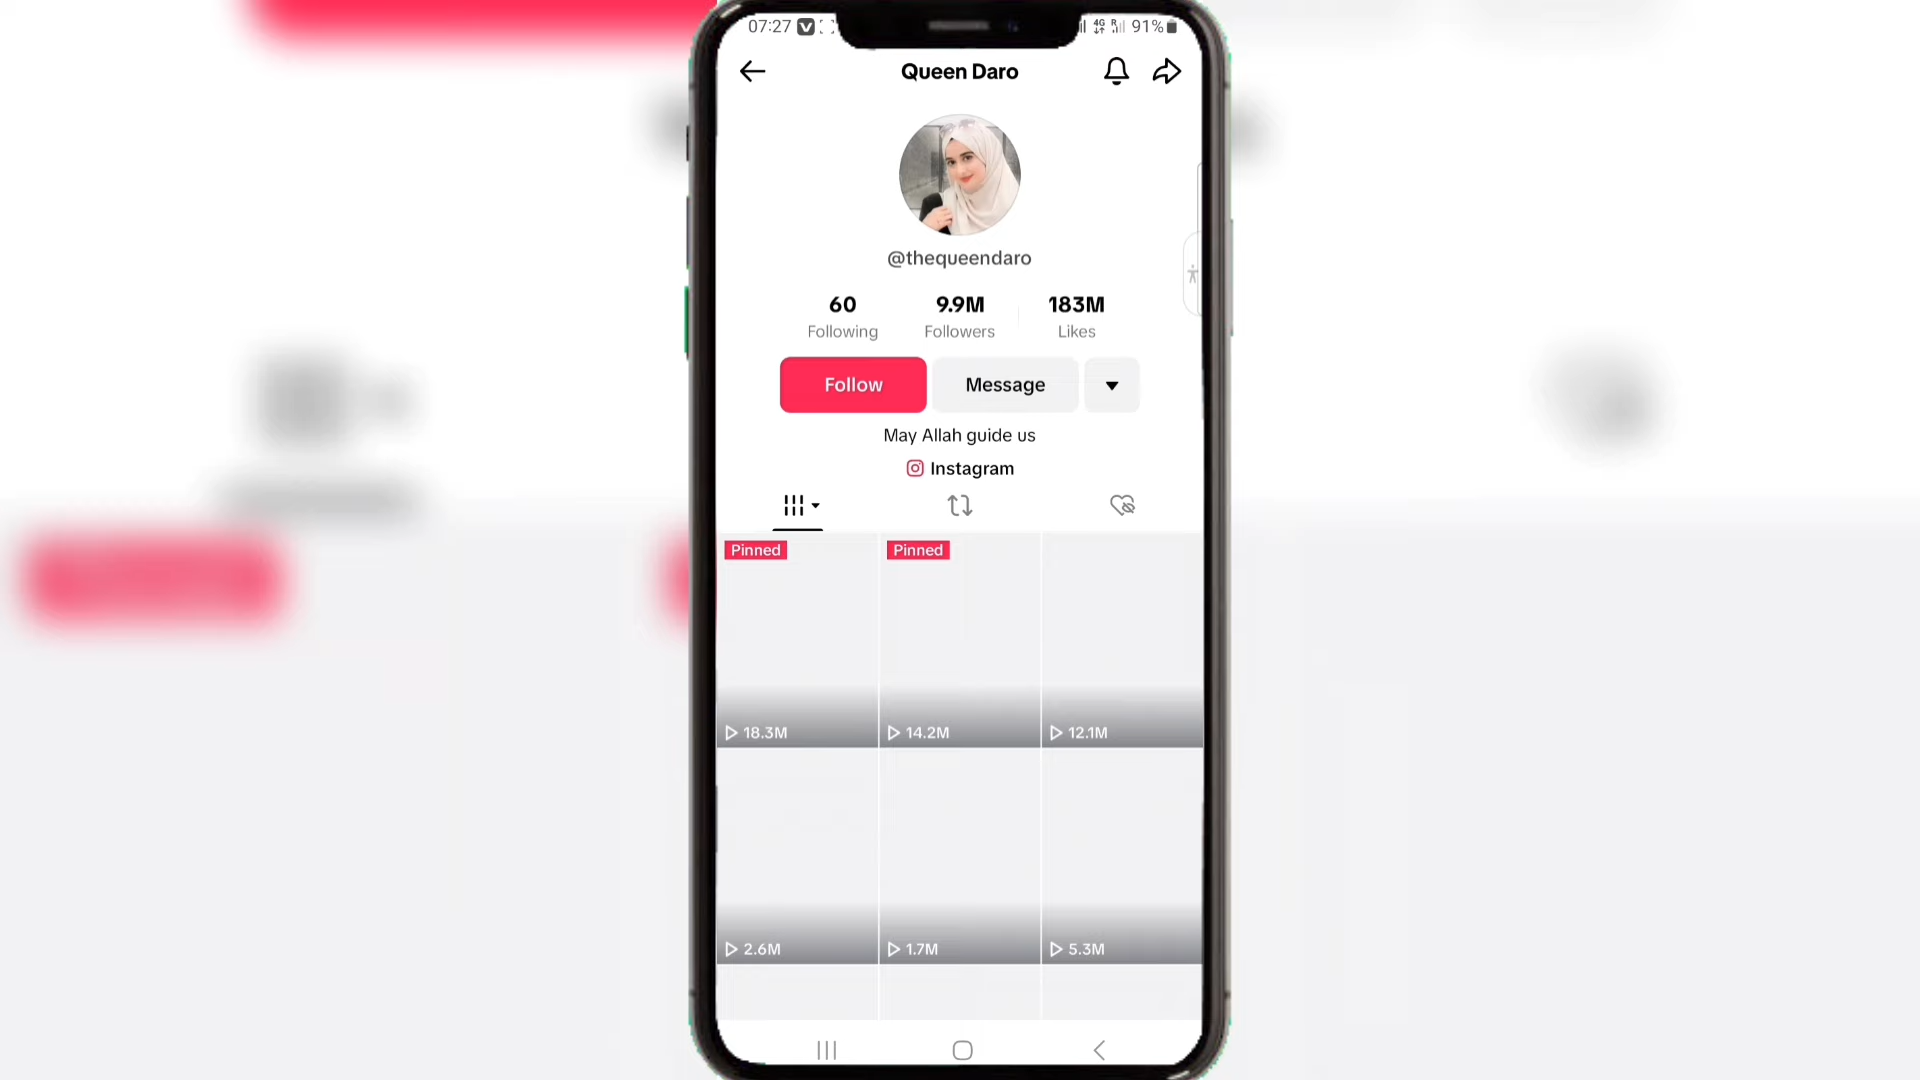 07:27 4G R 91%
Queen Daro
@thequeendaro
60 9.9M 183M
Following Followers Likes
Follow Message
May Allah guide us
Instagram
Pinned Pinned
18.3M 14.2M 12.1M
2.6M 1.7M 5.3M